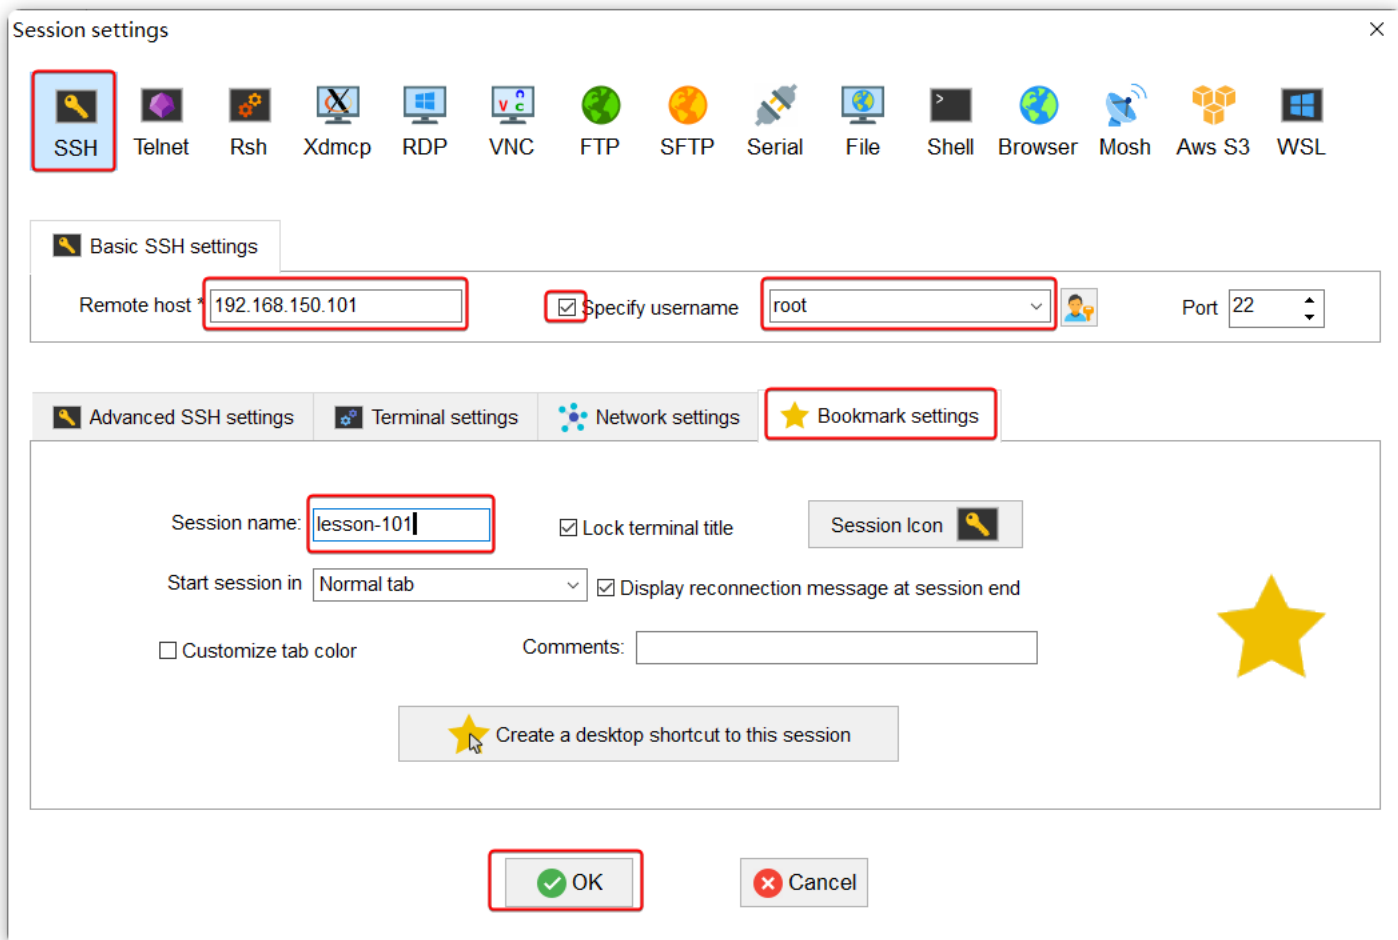 Session settings
SSH Telnet Rsh Xdmcp RDP VNC FTP SFTP Serial File Shell Browser Mosh Aws S3 WSL
Basic SSH settings
Remote host * 192.168.150.101 Specify username root Port 22
Advanced SSH settings Terminal settings Network settings Bookmark settings
Session name: lesson-101 Lock terminal title Session Icon
Start session in Normal tab Display reconnection message at session end
Customize tab color Comments:
Create a desktop shortcut to this session
OK Cancel